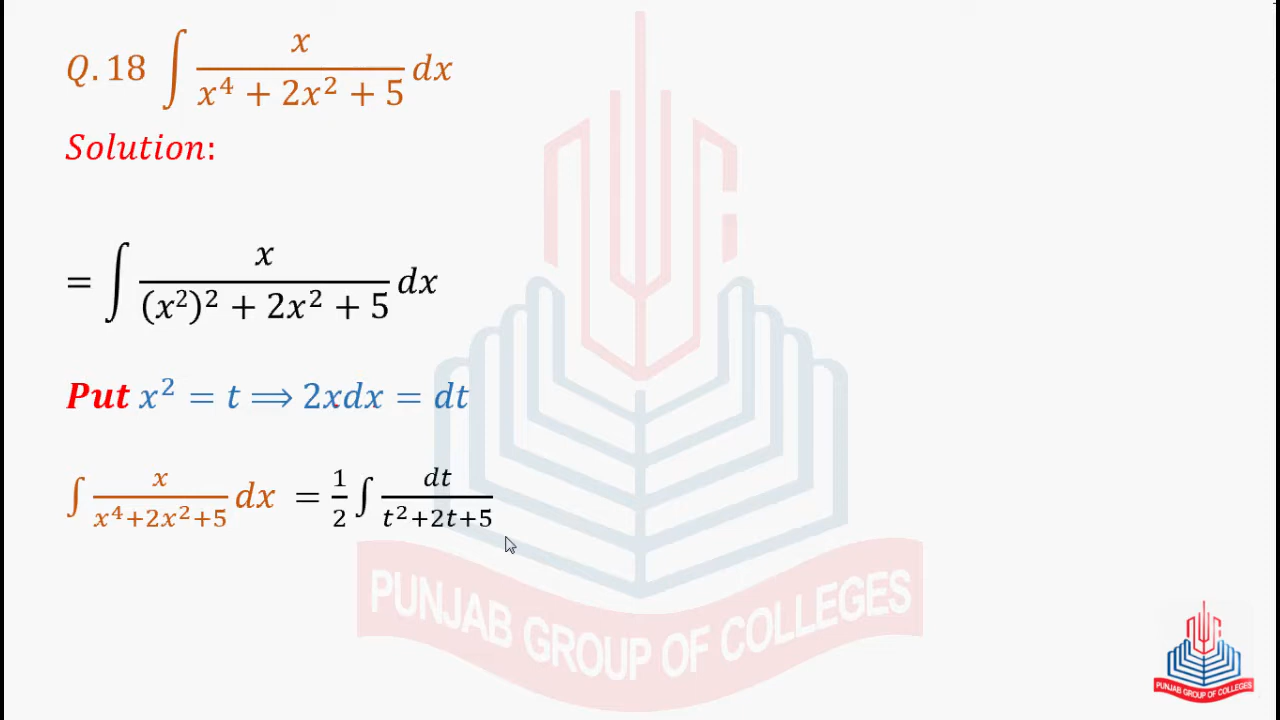 Q. 18 ∫ x / (x⁴ + 2x² + 5) dx
Solution:
= ∫ x / ((x²)² + 2x² + 5) dx
Put x² = t ⟹ 2xdx = dt
∫ x / (x⁴+2x²+5) dx = 1/2 ∫ dt / (t²+2t+5)
PUNJAB GROUP OF COLLEGES
PUNJAB GROUP OF COLLEGES